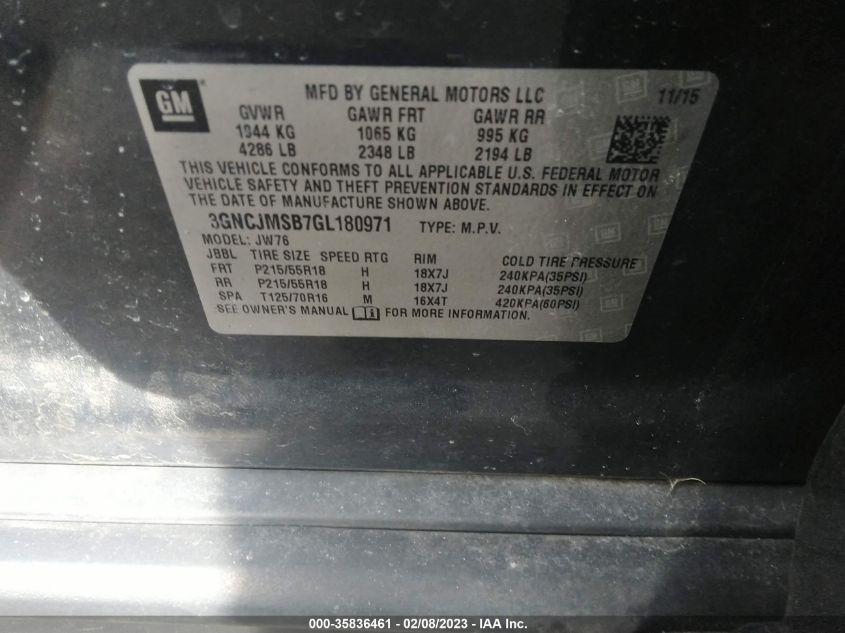 GM
MFD BY GENERAL MOTORS LLC 11/15
GVWR GAWR FRT GAWR RR
1944 KG 1065 KG 995 KG
4286 LB 2348 LB 2194 LB
THIS VEHICLE CONFORMS TO ALL APPLICABLE U.S. FEDERAL MOTOR
VEHICLE SAFETY AND THEFT PREVENTION STANDARDS IN EFFECT ON
THE DATE OF MANUFACTURE SHOWN ABOVE.
3GNCJMSB7GL180971 TYPE: M.P.V.
MODEL: JW76
JBBL TIRE SIZE SPEED RTG RIM COLD TIRE PRESSURE
FRT P215/55R18 H 18X7J 240KPA(35PSI)
RR P215/55R18 H 18X7J 240KPA(35PSI)
SPA T125/70R16 M 16X4T 420KPA(60PSI)
SEE OWNER'S MANUAL FOR MORE INFORMATION.
000-35836461 - 02/08/2023 - IAA Inc.